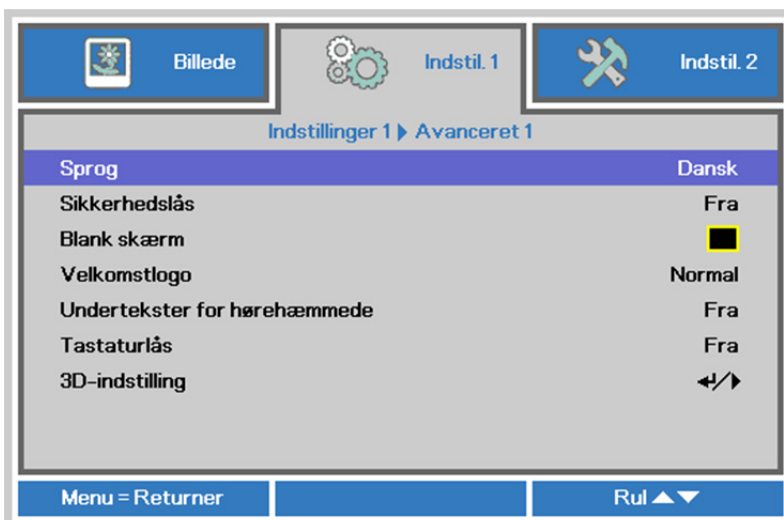 Billede
Indstil. 1
Indstil. 2
Indstillinger 1 ▶ Avanceret 1
Sprog Dansk
Sikkerhedslås Fra
Blank skærm
Velkomstlogo Normal
Undertekster for hørehæmmede Fra
Tastaturlås Fra
3D-indstilling ↵/▶
Menu = Returner
Rul ▲▼